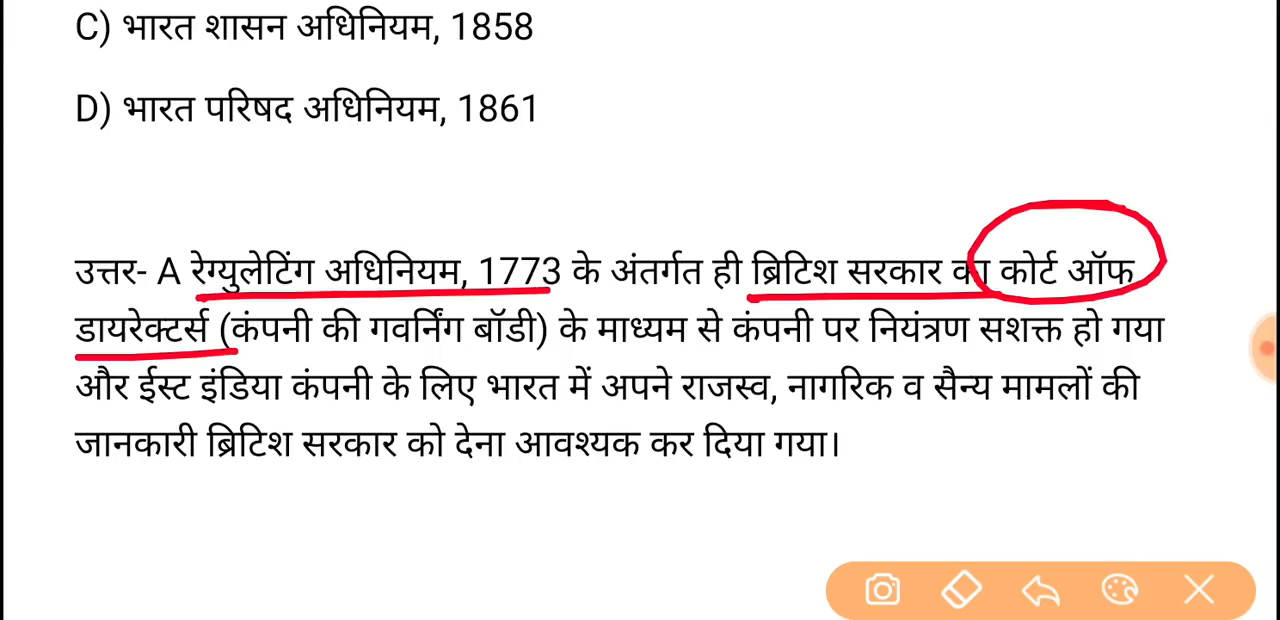 C) भारत शासन अधिनियम, 1858
D) भारत परिषद अधिनियम, 1861
उत्तर- A रेग्युलेटिंग अधिनियम, 1773 के अंतर्गत ही ब्रिटिश सरकार का कोर्ट ऑफ
डायरेक्टर्स (कंपनी की गवर्निंग बॉडी) के माध्यम से कंपनी पर नियंत्रण सशक्त हो गया
और ईस्ट इंडिया कंपनी के लिए भारत में अपने राजस्व, नागरिक व सैन्य मामलों की
जानकारी ब्रिटिश सरकार को देना आवश्यक कर दिया गया।